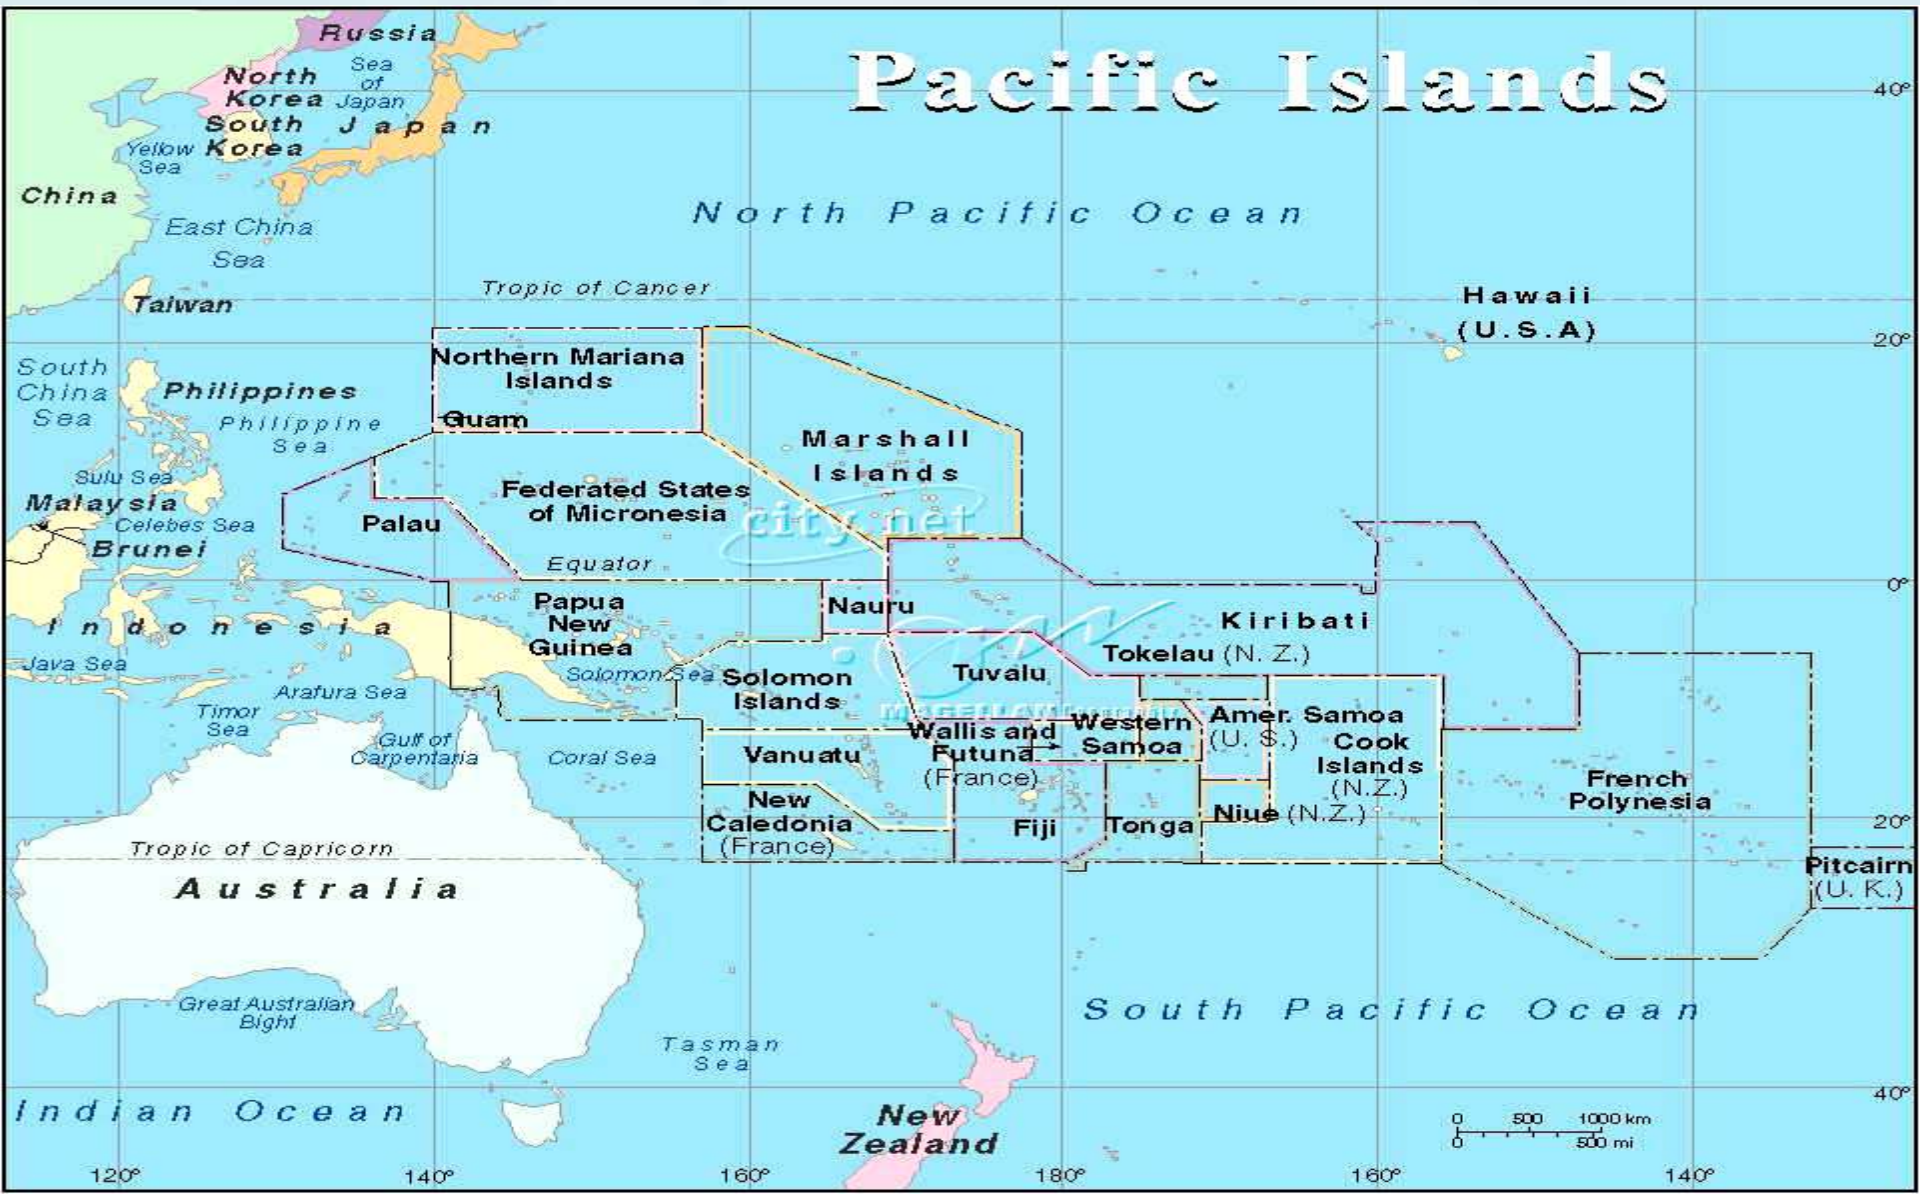 Pacific Islands
Russia
Sea
of
Japan
North
Korea
South
Korea
Japan
Yellow
Sea
China
East China
Sea
North Pacific Ocean
40°
Taiwan
Tropic of Cancer
Hawaii
(U.S.A)
20°
South
China
Sea
Philippines
Philippine
Sea
Northern Mariana
Islands
Guam
Marshall
Islands
Sulu Sea
Malaysia
Celebes Sea
Brunei
Palau
Federated States
of Micronesia
city.net
Equator
0°
Indonesia
Papua
New
Guinea
Nauru
Kiribati
Tokelau (N. Z.)
Java Sea
Arafura Sea
Timor
Sea
Solomon Sea
Solomon
Islands
Tuvalu
MAGELLAN
Gulf of
Carpentaria
Coral Sea
Vanuatu
Wallis and
Futuna
(France)
Western
Samoa
Amer. Samoa
(U. S.)
Cook
Islands
(N.Z.)
French
Polynesia
New
Caledonia
(France)
Fiji
Tonga
Niue (N.Z.)
20°
Tropic of Capricorn
Australia
Pitcairn
(U. K.)
Great Australian
Bight
Tasman
Sea
South Pacific Ocean
Indian Ocean
New
Zealand
40°
0 500 1000 km
0 500 mi
120° 140° 160° 180° 160° 140°